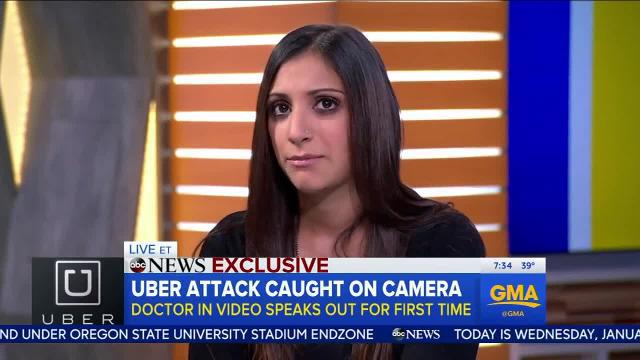 LIVE ET
abc NEWS EXCLUSIVE
UBER ATTACK CAUGHT ON CAMERA
DOCTOR IN VIDEO SPEAKS OUT FOR FIRST TIME
7:34 39°
GMA
@GMA
U
UBER
ND UNDER OREGON STATE UNIVERSITY STADIUM ENDZONE abc NEWS TODAY IS WEDNESDAY, JANUA